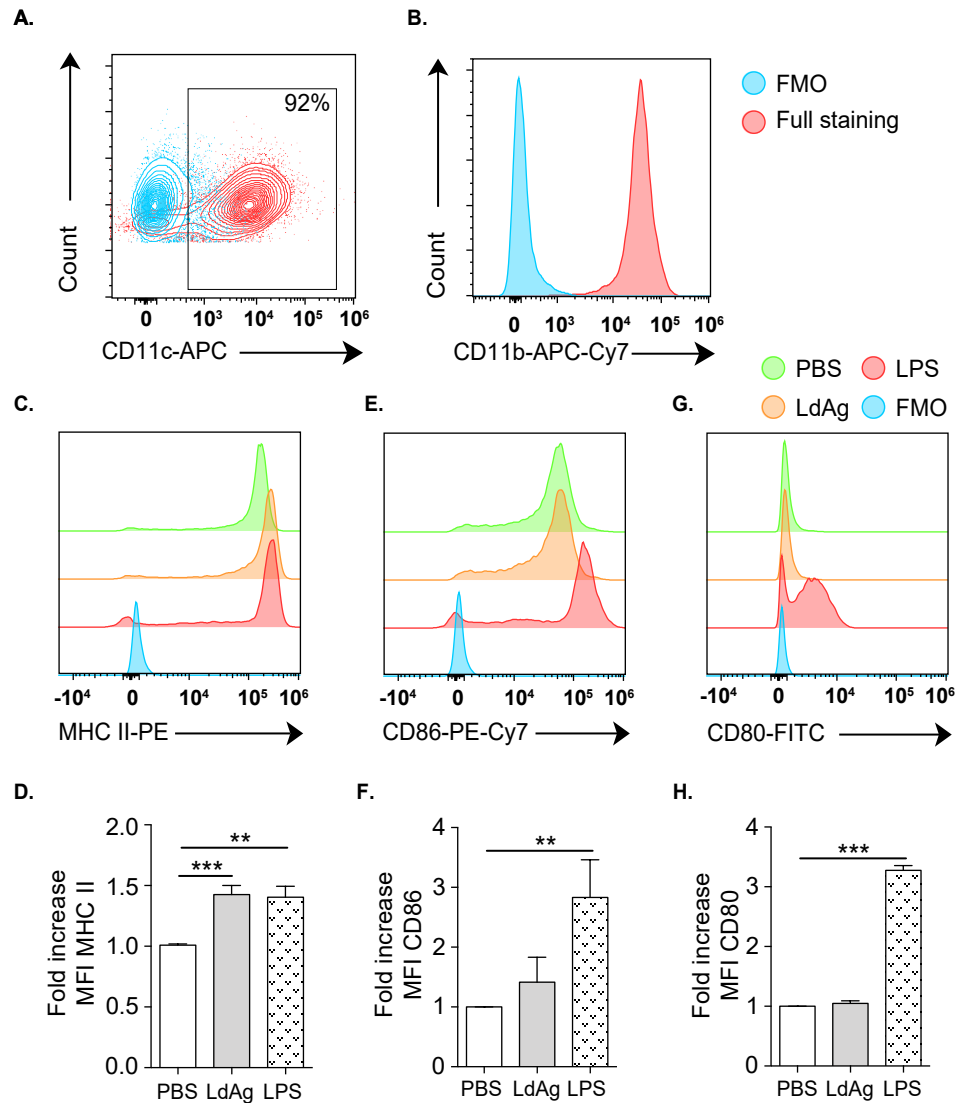 A.
B.
92%
Count
0 10³ 10⁴ 10⁵ 10⁶
CD11c-APC
Count
0 10³ 10⁴ 10⁵ 10⁶
CD11b-APC-Cy7
FMO
Full staining
PBS LPS
LdAg FMO
C.
E.
G.
-10⁴ 0 10⁴ 10⁵ 10⁶
MHC II-PE
-10⁴ 0 10⁴ 10⁵ 10⁶
CD86-PE-Cy7
-10⁴ 0 10⁴ 10⁵ 10⁶
CD80-FITC
D.
F.
H.
Fold increase
MFI MHC II
2.0
1.5
1.0
0.5
0.0
**
***
PBS LdAg LPS
Fold increase
MFI CD86
4
3
2
1
0
**
PBS LdAg LPS
Fold increase
MFI CD80
4
3
2
1
0
***
PBS LdAg LPS